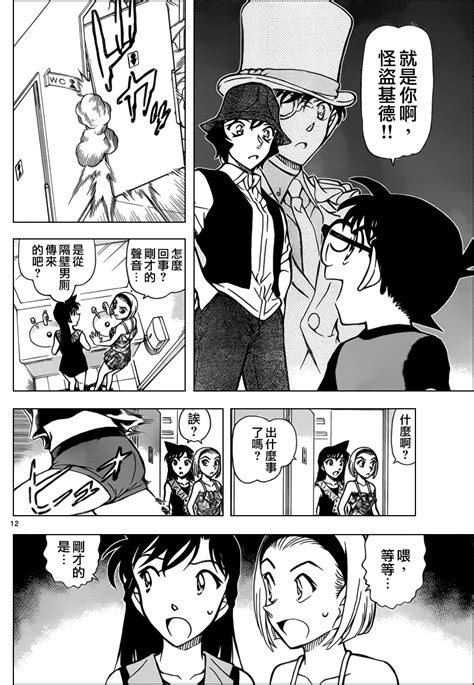 就是你啊,
怪盜基德!!
WC
怎麼
回事?
剛才的
聲音…
是從
隔壁男廁
傳來
的吧?
什麼啊?
出什麼事
了嗎?
誒?
12
喂,
等等…
剛才的
是…